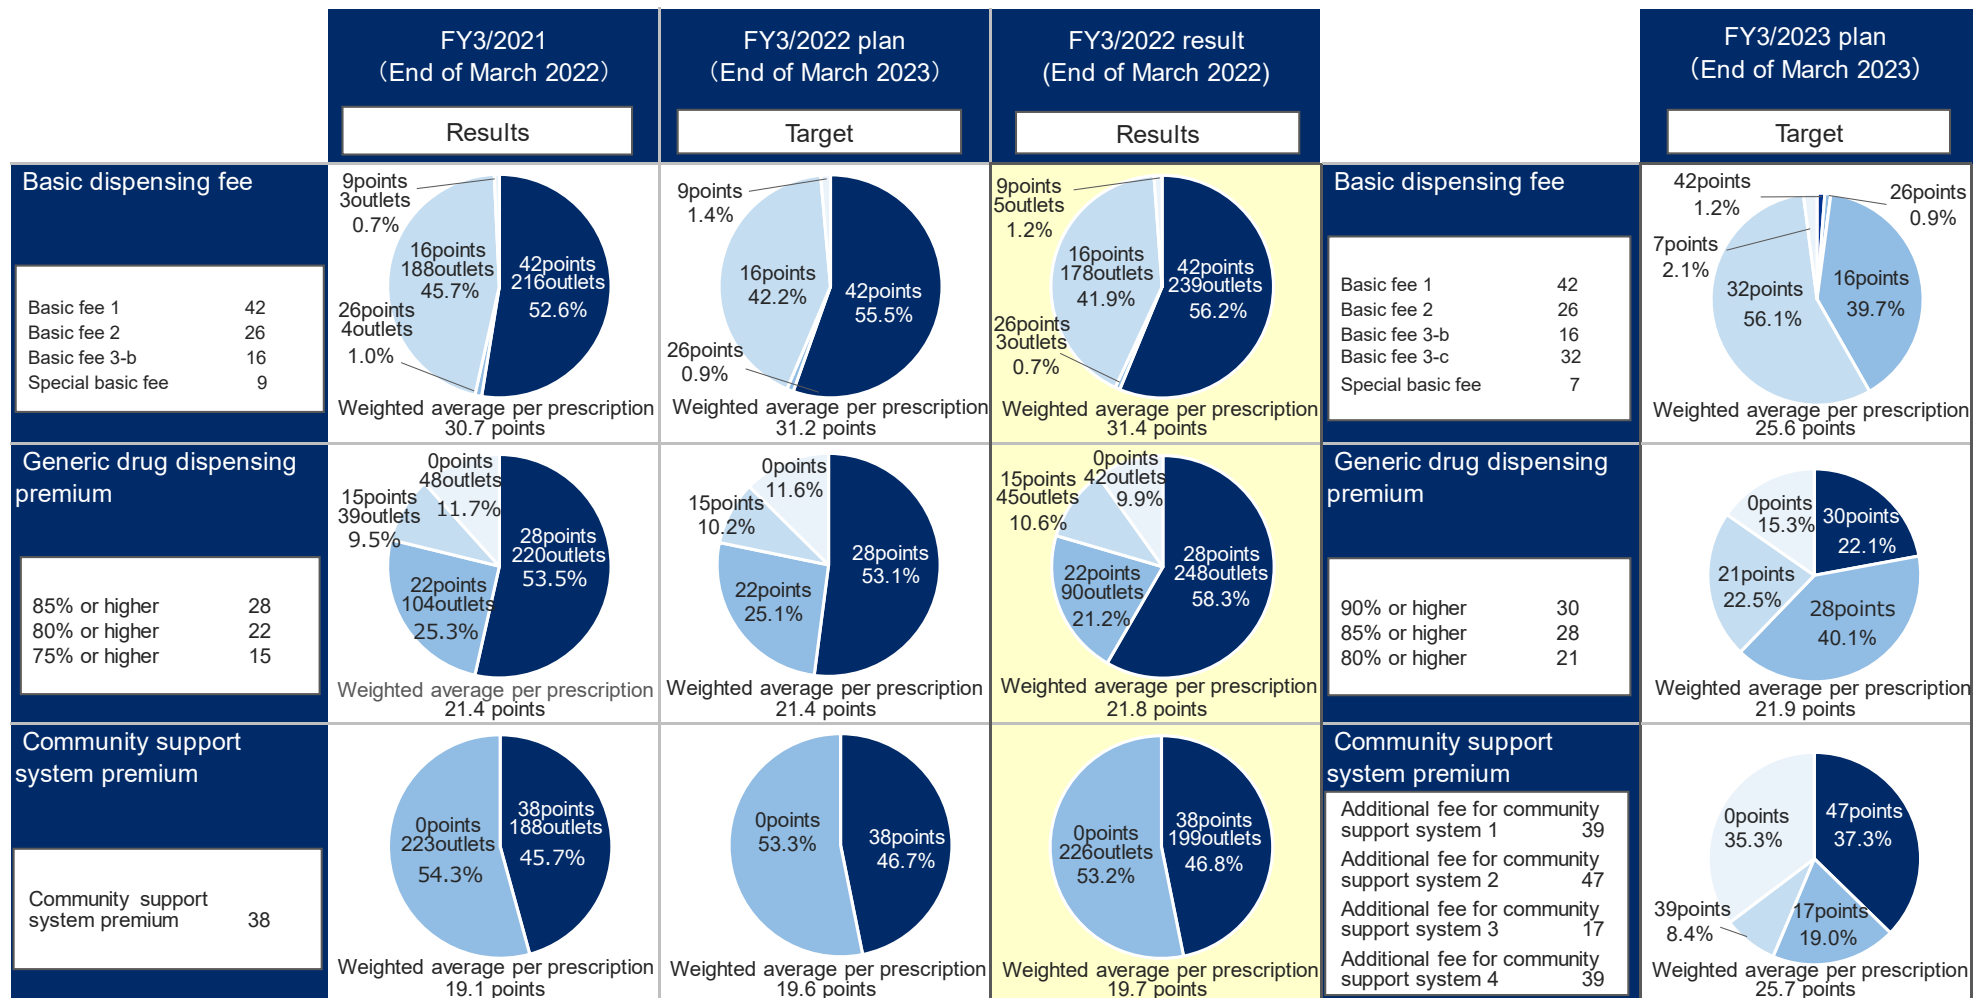 FY3/2021
（End of March 2022）
Results
FY3/2022 plan
（End of March 2023）
Target
FY3/2022 result
(End of March 2022)
Results
FY3/2023 plan
（End of March 2023）
Target
Basic dispensing fee
Basic fee 1 42
Basic fee 2 26
Basic fee 3-b 16
Special basic fee 9
9points
3outlets
0.7%
16points
188outlets
45.7%
42points
216outlets
52.6%
26points
4outlets
1.0%
Weighted average per prescription
30.7 points
9points
1.4%
16points
42.2%
42points
55.5%
26points
0.9%
Weighted average per prescription
31.2 points
9points
5outlets
1.2%
16points
178outlets
41.9%
42points
239outlets
56.2%
26points
3outlets
0.7%
Weighted average per prescription
31.4 points
Basic dispensing fee
Basic fee 1 42
Basic fee 2 26
Basic fee 3-b 16
Basic fee 3-c 32
Special basic fee 7
42points
1.2%
26points
0.9%
7points
2.1%
32points
56.1%
16points
39.7%
Weighted average per prescription
25.6 points
Generic drug dispensing
premium
85% or higher 28
80% or higher 22
75% or higher 15
0points
48outlets
11.7%
15points
39outlets
9.5%
28points
220outlets
53.5%
22points
104outlets
25.3%
Weighted average per prescription
21.4 points
0points
11.6%
15points
10.2%
28points
53.1%
22points
25.1%
Weighted average per prescription
21.4 points
0points
42outlets
9.9%
15points
45outlets
10.6%
28points
248outlets
58.3%
22points
90outlets
21.2%
Weighted average per prescription
21.8 points
Generic drug dispensing
premium
90% or higher 30
85% or higher 28
80% or higher 21
0points
15.3%
30points
22.1%
21points
22.5%
28points
40.1%
Weighted average per prescription
21.9 points
Community support
system premium
Community support
system premium 38
0points
223outlets
54.3%
38points
188outlets
45.7%
Weighted average per prescription
19.1 points
0points
53.3%
38points
46.7%
Weighted average per prescription
19.6 points
0points
226outlets
53.2%
38points
199outlets
46.8%
Weighted average per prescription
19.7 points
Community support
system premium
Additional fee for community
support system 1 39
Additional fee for community
support system 2 47
Additional fee for community
support system 3 17
Additional fee for community
support system 4 39
0points
35.3%
47points
37.3%
39points
8.4%
17points
19.0%
Weighted average per prescription
25.7 points